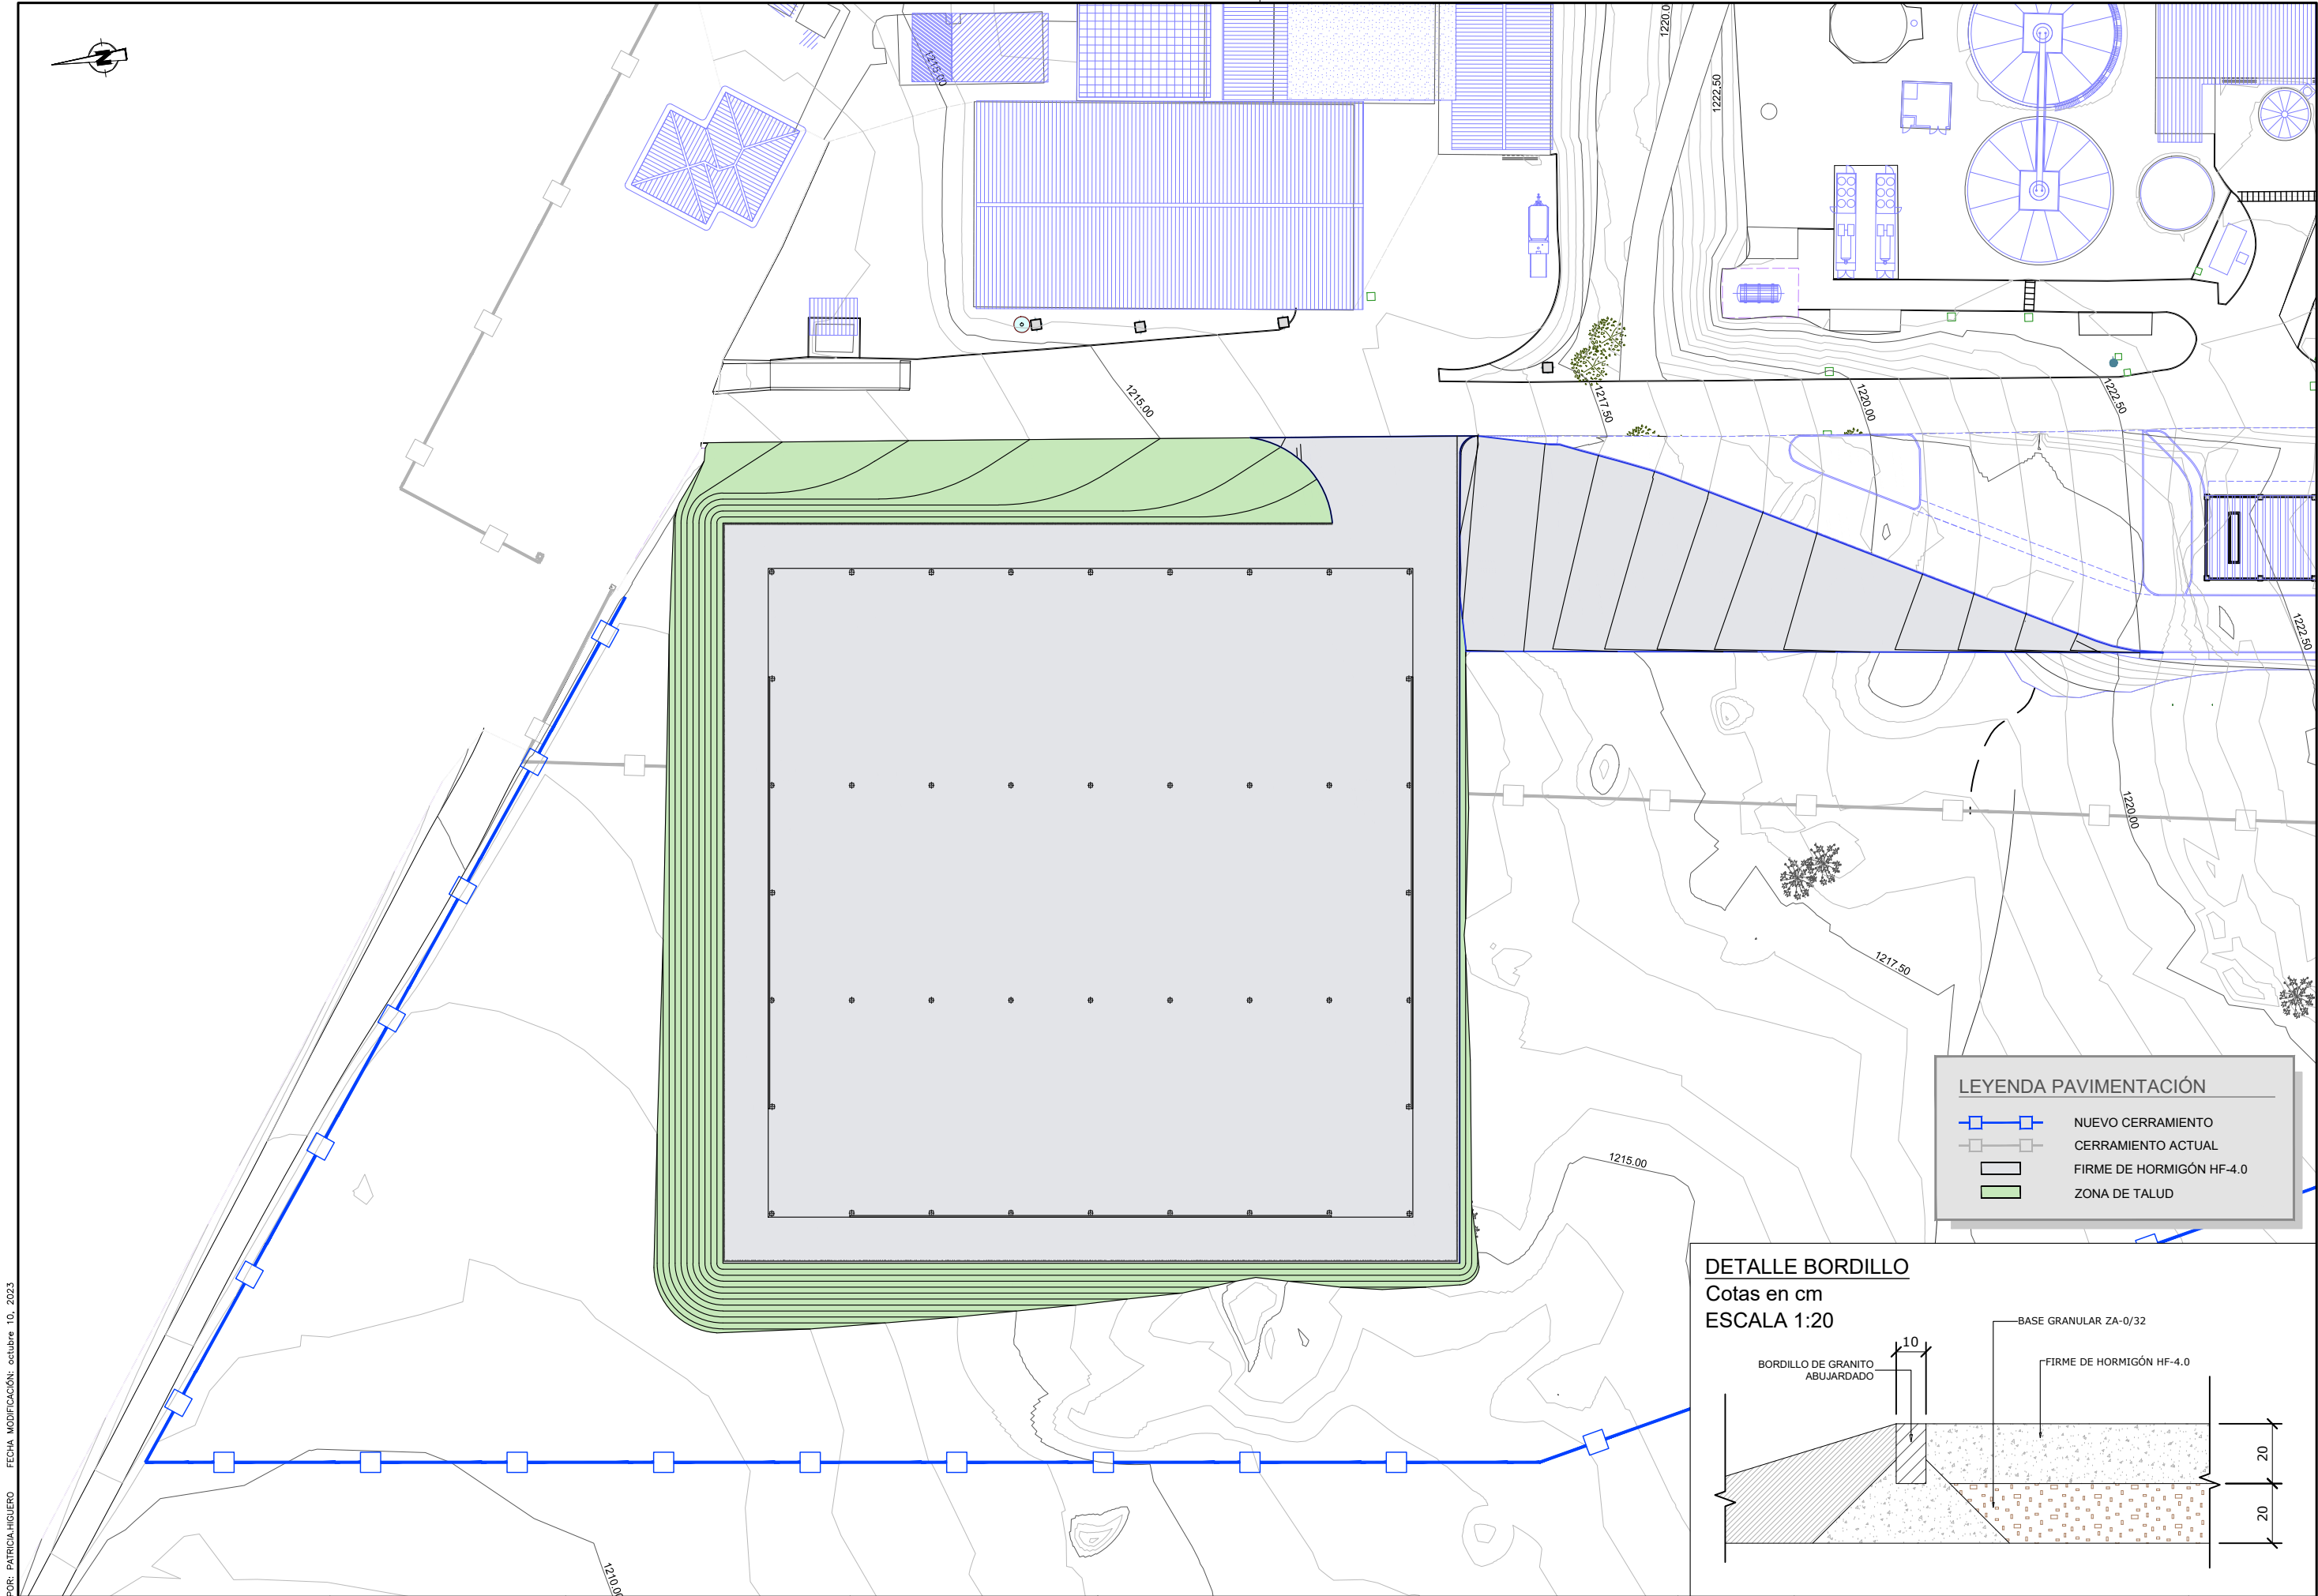 N
1215.00
1220.0
1222.50
1215.00
1217.50
1220.00
1222.50
1222.50
1220.00
1217.50
1215.00
1210.00
LEYENDA PAVIMENTACIÓN
NUEVO CERRAMIENTO
CERRAMIENTO ACTUAL
FIRME DE HORMIGÓN HF-4.0
ZONA DE TALUD
DETALLE BORDILLO
Cotas en cm
ESCALA 1:20
BASE GRANULAR ZA-0/32
10
BORDILLO DE GRANITO
ABUJARDADO
FIRME DE HORMIGÓN HF-4.0
20
20
POR: PATRICIA.HIGUERO FECHA MODIFICACIÓN: octubre 10, 2023